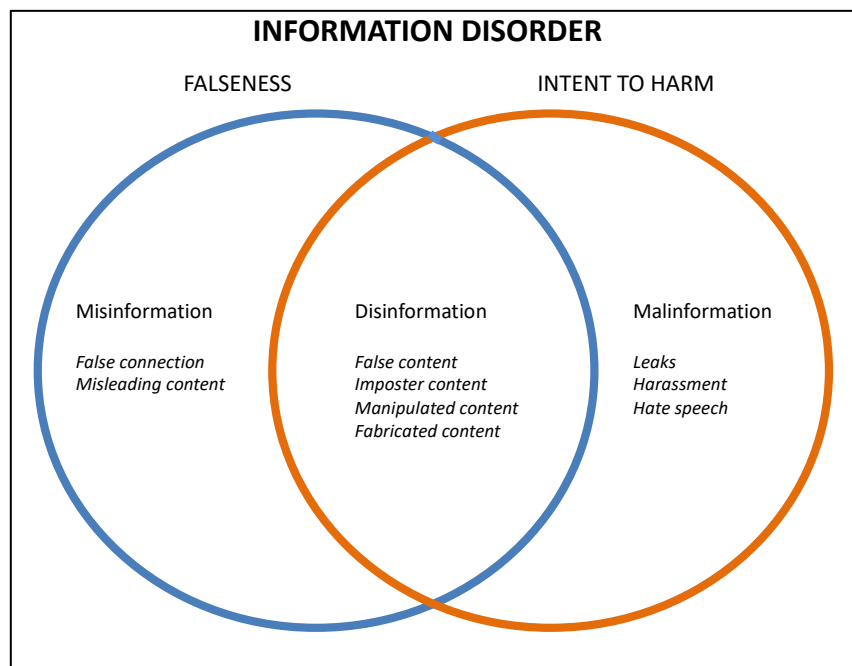 INFORMATION DISORDER
FALSENESS
INTENT TO HARM
Misinformation
False connection
Misleading content
Disinformation
False content
Imposter content
Manipulated content
Fabricated content
Malinformation
Leaks
Harassment
Hate speech